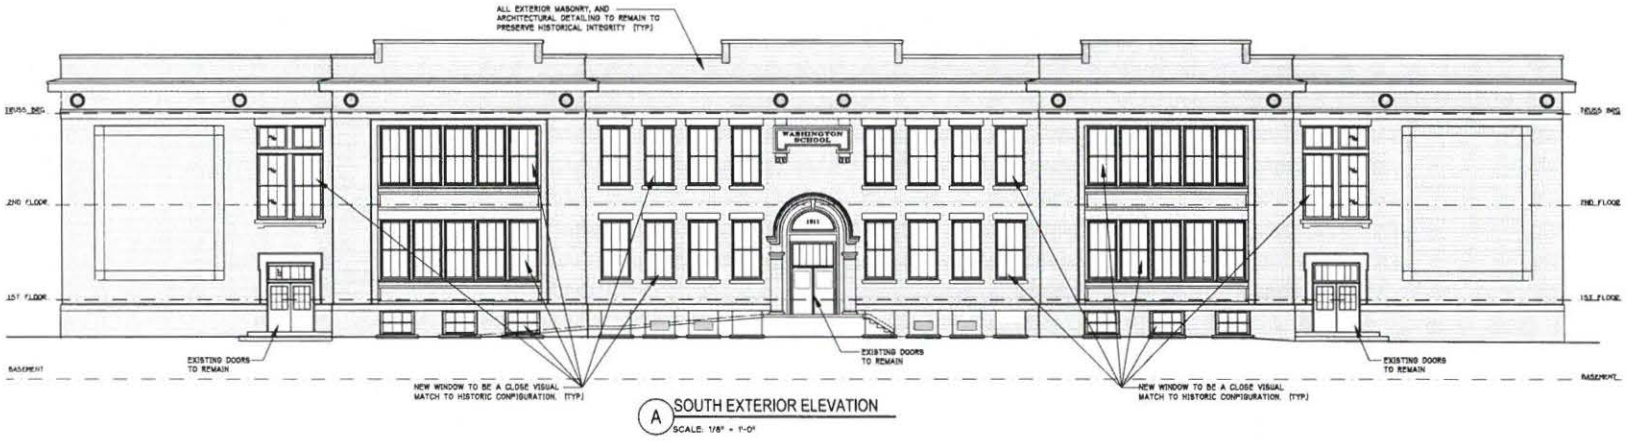 ALL EXTERIOR MASONRY, AND
ARCHITECTURAL DETAILING TO REMAIN TO
PRESERVE HISTORICAL INTEGRITY (TYP)
TRUSS BRG
TRUSS BRG
WASHINGTON
SCHOOL
2ND FLOOR
2ND FLOOR
1911
1ST FLOOR
1ST FLOOR
EXISTING DOORS
TO REMAIN
EXISTING DOORS
TO REMAIN
EXISTING DOORS
TO REMAIN
BASEMENT
BASEMENT
NEW WINDOW TO BE A CLOSE VISUAL
MATCH TO HISTORIC CONFIGURATION. (TYP)
NEW WINDOW TO BE A CLOSE VISUAL
MATCH TO HISTORIC CONFIGURATION. (TYP)
A SOUTH EXTERIOR ELEVATION
SCALE: 1/8" = 1'-0"